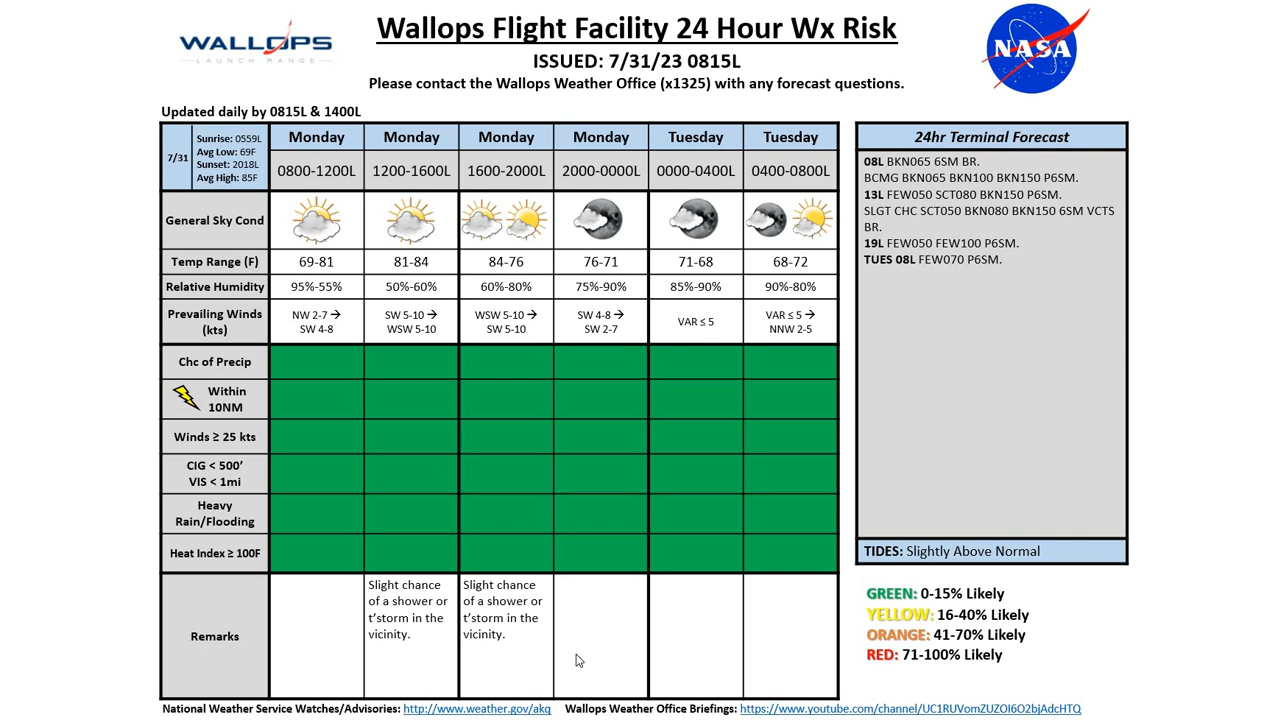 WALLOPS
LAUNCH RANGE
Wallops Flight Facility 24 Hour Wx Risk
ISSUED: 7/31/23 0815L
Please contact the Wallops Weather Office (x1325) with any forecast questions.
NASA
Updated daily by 0815L & 1400L
7/31
Sunrise: 0559L
Avg Low: 69F
Sunset: 2018L
Avg High: 85F
Monday Monday Monday Monday Tuesday Tuesday
0800-1200L 1200-1600L 1600-2000L 2000-0000L 0000-0400L 0400-0800L
General Sky Cond
Temp Range (F) 69-81 81-84 84-76 76-71 71-68 68-72
Relative Humidity 95%-55% 50%-60% 60%-80% 75%-90% 85%-90% 90%-80%
Prevailing Winds
(kts)
NW 2-7 →
SW 4-8
SW 5-10 →
WSW 5-10
WSW 5-10 →
SW 5-10
SW 4-8 →
SW 2-7
VAR ≤ 5
VAR ≤ 5 →
NNW 2-5
Chc of Precip
Within
10NM
Winds ≥ 25 kts
CIG < 500'
VIS < 1mi
Heavy
Rain/Flooding
Heat Index ≥ 100F
Remarks
Slight chance
of a shower or
t'storm in the
vicinity.
Slight chance
of a shower or
t'storm in the
vicinity.
24hr Terminal Forecast
08L BKN065 6SM BR.
BCMG BKN065 BKN100 BKN150 P6SM.
13L FEW050 SCT080 BKN150 P6SM.
SLGT CHC SCT050 BKN080 BKN150 6SM VCTS
BR.
19L FEW050 FEW100 P6SM.
TUES 08L FEW070 P6SM.
TIDES: Slightly Above Normal
GREEN: 0-15% Likely
YELLOW: 16-40% Likely
ORANGE: 41-70% Likely
RED: 71-100% Likely
National Weather Service Watches/Advisories: http://www.weather.gov/akq Wallops Weather Office Briefings: https://www.youtube.com/channel/UC1RUVomZUZOI6O2bjAdcHTQ